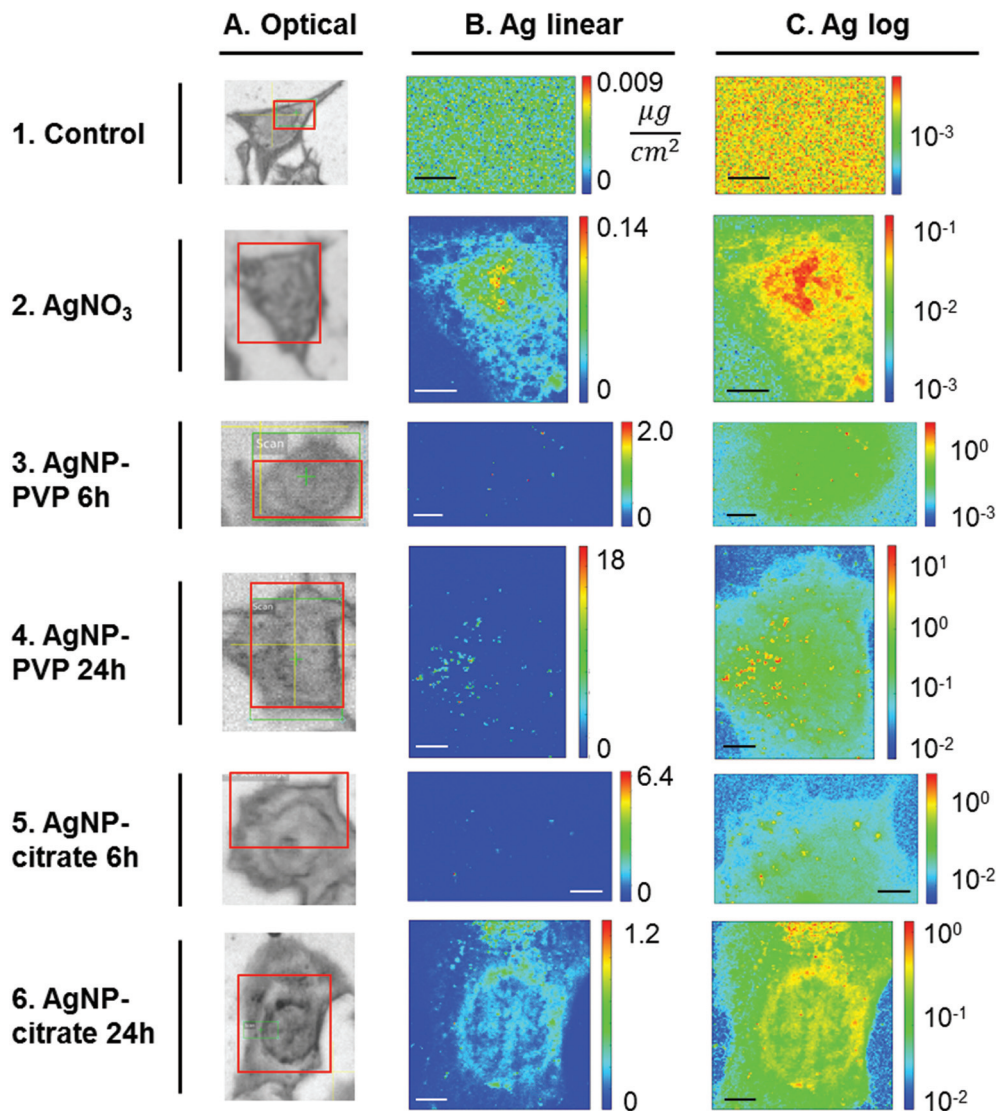 A. Optical B. Ag linear C. Ag log
1. Control
0.009
μg
cm²
0
10⁻³
2. AgNO₃
0.14
0
10⁻¹
10⁻²
10⁻³
3. AgNP-
PVP 6h
Scan
2.0
0
10⁰
10⁻³
4. AgNP-
PVP 24h
Scan
18
0
10¹
10⁰
10⁻¹
10⁻²
5. AgNP-
citrate 6h
6.4
0
10⁰
10⁻²
6. AgNP-
citrate 24h
1.2
0
10⁰
10⁻¹
10⁻²